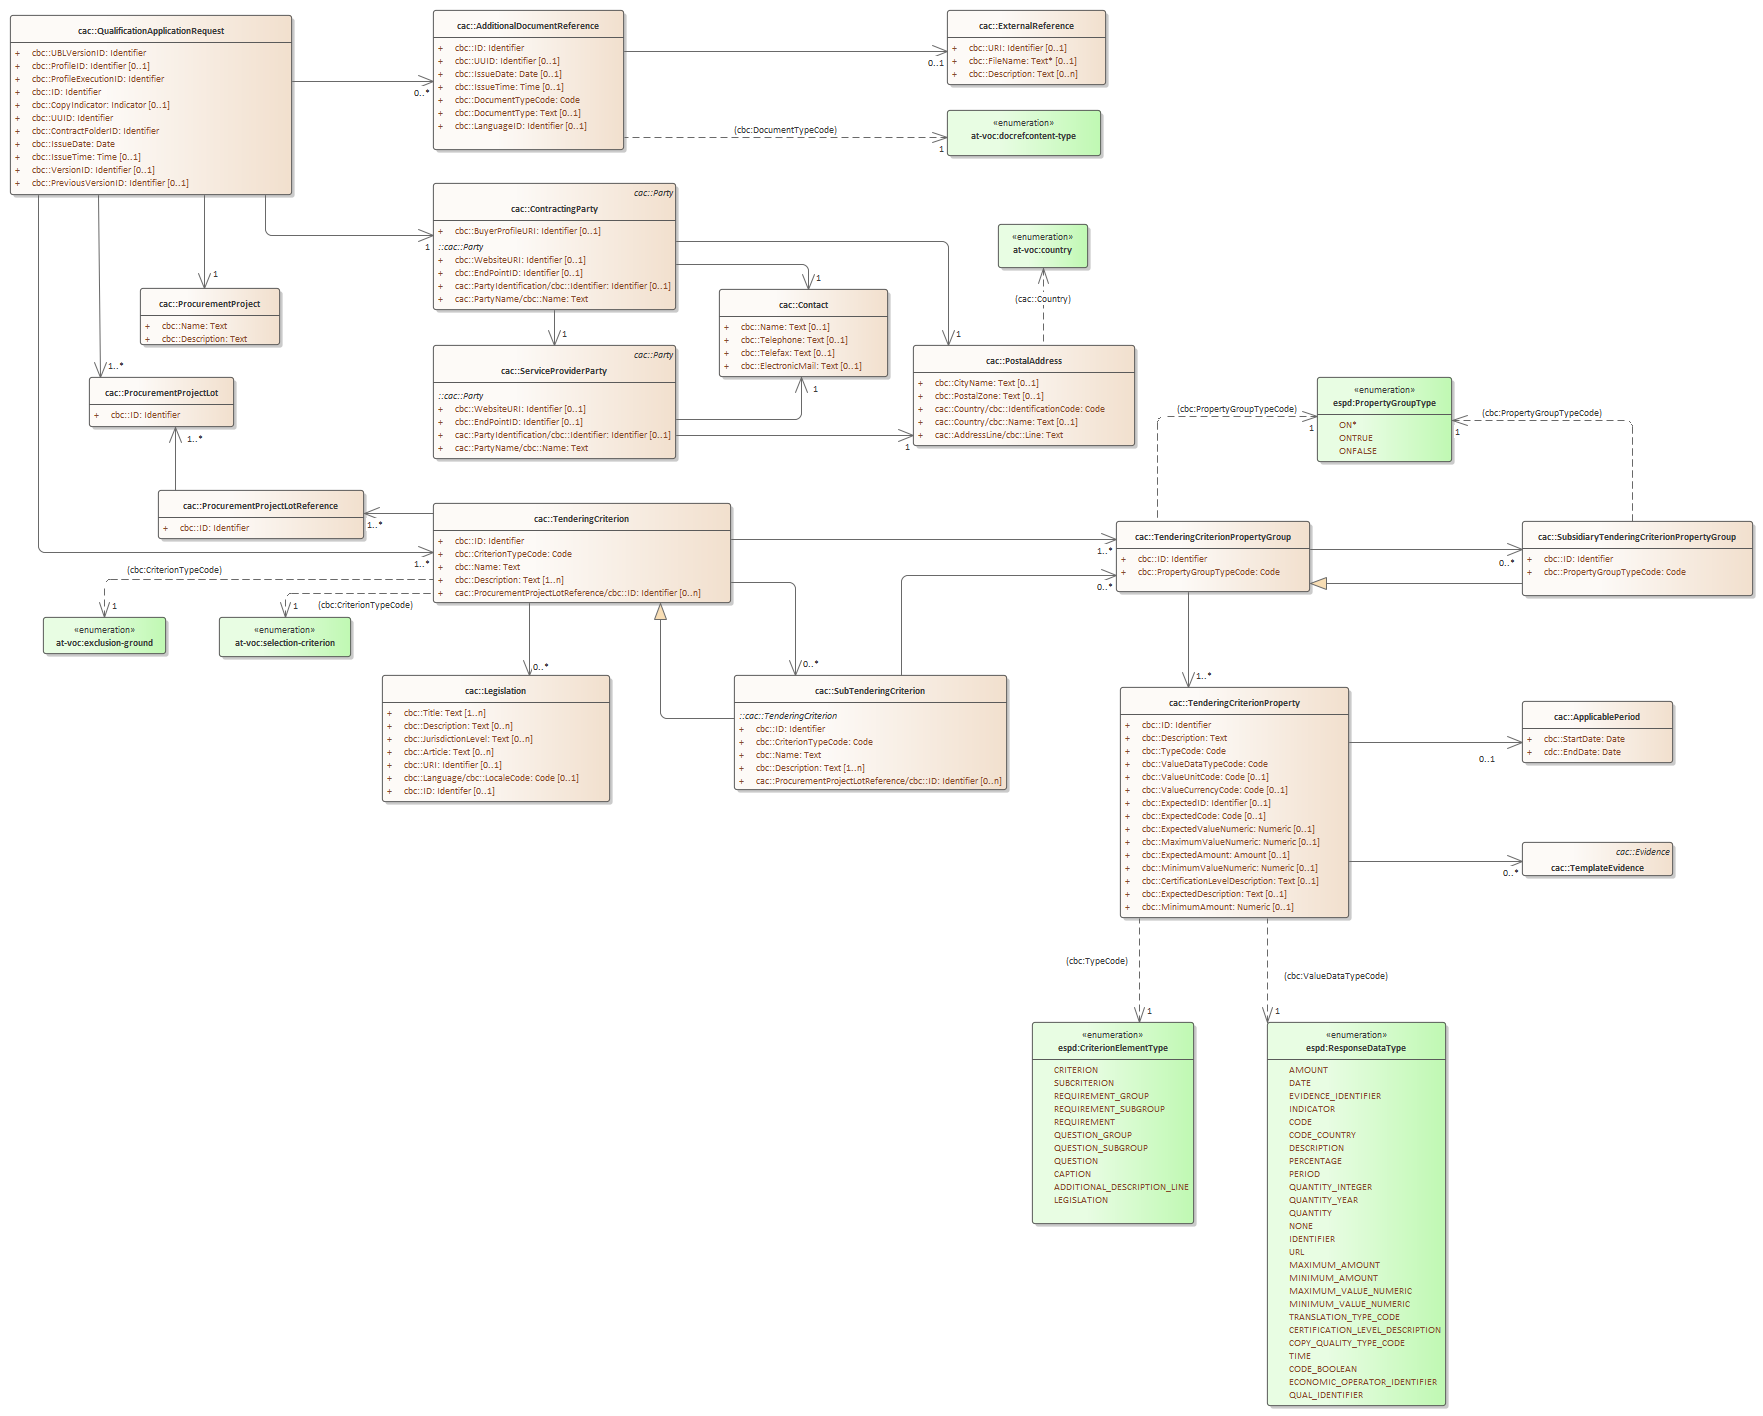 cac::QualificationApplicationRequest
+ cbc::UBLVersionID: Identifier
+ cbc::ProfileID: Identifier [0..1]
+ cbc::ProfileExecutionID: Identifier
+ cbc::ID: Identifier
+ cbc::CopyIndicator: Indicator [0..1]
+ cbc::UUID: Identifier
+ cbc::ContractFolderID: Identifier
+ cbc::IssueDate: Date
+ cbc::IssueTime: Time [0..1]
+ cbc::VersionID: Identifier [0..1]
+ cbc::PreviousVersionID: Identifier [0..1]
0..*
cac::AdditionalDocumentReference
+ cbc::ID: Identifier
+ cbc::UUID: Identifier [0..1]
+ cbc::IssueDate: Date [0..1]
+ cbc::IssueTime: Time [0..1]
+ cbc::DocumentTypeCode: Code
+ cbc::DocumentType: Text [0..1]
+ cbc::LanguageID: Identifier [0..1]
0..1
cac::ExternalReference
+ cbc::URI: Identifier [0..1]
+ cbc::FileName: Text* [0..1]
+ cbc::Description: Text [0..n]
(cbc:DocumentTypeCode)
1
«enumeration»
at-voc:docrefcontent-type
1
cac::Party
cac::ContractingParty
+ cbc::BuyerProfileURI: Identifier [0..1]
::cac::Party
+ cbc::WebsiteURI: Identifier [0..1]
+ cbc::EndPointID: Identifier [0..1]
+ cac::PartyIdentification/cbc::Identifier: Identifier [0..1]
+ cac::PartyName/cbc::Name: Text
«enumeration»
at-voc:country
(cac::Country)
1
cac::ProcurementProject
+ cbc::Name: Text
+ cbc::Description: Text
1
cac::Contact
+ cbc::Name: Text [0..1]
+ cbc::Telephone: Text [0..1]
+ cbc::Telefax: Text [0..1]
+ cbc::ElectronicMail: Text [0..1]
1
1
1
cac::Party
cac::ServiceProviderParty
::cac::Party
+ cbc::WebsiteURI: Identifier [0..1]
+ cbc::EndPointID: Identifier [0..1]
+ cac::PartyIdentification/cbc::Identifier: Identifier [0..1]
+ cac::PartyName/cbc::Name: Text
1
1
cac::PostalAddress
+ cbc::CityName: Text [0..1]
+ cbc::PostalZone: Text [0..1]
+ cac::Country/cbc::IdentificationCode: Code
+ cac::Country/cbc::Name: Text [0..1]
+ cac::AddressLine/cbc::Line: Text
1..*
cac::ProcurementProjectLot
+ cbc::ID: Identifier
1..*
(cbc:PropertyGroupTypeCode)
1
«enumeration»
espd:PropertyGroupType
ON*
ONTRUE
ONFALSE
(cbc:PropertyGroupTypeCode)
1
cac::ProcurementProjectLotReference
+ cbc::ID: Identifier
1..*
1..*
cac::TenderingCriterion
+ cbc::ID: Identifier
+ cbc::CriterionTypeCode: Code
+ cbc::Name: Text
+ cbc::Description: Text [1..n]
+ cac::ProcurementProjectLotReference/cbc::ID: Identifier [0..n]
1..*
0..*
cac::TenderingCriterionPropertyGroup
+ cbc::ID: Identifier
+ cbc::PropertyGroupTypeCode: Code
0..*
cac::SubsidiaryTenderingCriterionPropertyGroup
+ cbc::ID: Identifier
+ cbc::PropertyGroupTypeCode: Code
(cbc:CriterionTypeCode)
1
(cbc:CriterionTypeCode)
1
«enumeration»
at-voc:exclusion-ground
«enumeration»
at-voc:selection-criterion
0..*
cac::Legislation
+ cbc::Title: Text [1..n]
+ cbc::Description: Text [0..n]
+ cbc::JurisdictionLevel: Text [0..n]
+ cbc::Article: Text [0..n]
+ cbc::URI: Identifier [0..1]
+ cbc::Language/cbc::LocaleCode: Code [0..1]
+ cbc::ID: Identifer [0..1]
0..*
cac::SubTenderingCriterion
::cac::TenderingCriterion
+ cbc::ID: Identifier
+ cbc::CriterionTypeCode: Code
+ cbc::Name: Text
+ cbc::Description: Text [1..n]
+ cac::ProcurementProjectLotReference/cbc::ID: Identifier [0..n]
1..*
cac::TenderingCriterionProperty
+ cbc::ID: Identifier
+ cbc::Description: Text
+ cbc::TypeCode: Code
+ cbc::ValueDataTypeCode: Code
+ cbc::ValueUnitCode: Code [0..1]
+ cbc::ValueCurrencyCode: Code [0..1]
+ cbc::ExpectedID: Identifier [0..1]
+ cbc::ExpectedCode: Code [0..1]
+ cbc::ExpectedValueNumeric: Numeric [0..1]
+ cbc::MaximumValueNumeric: Numeric [0..1]
+ cbc::ExpectedAmount: Amount [0..1]
+ cbc::MinimumValueNumeric: Numeric [0..1]
+ cbc::CertificationLevelDescription: Text [0..1]
+ cbc::ExpectedDescription: Text [0..1]
+ cbc::MinimumAmount: Numeric [0..1]
0..1
cac::ApplicablePeriod
+ cbc::StartDate: Date
+ cdc::EndDate: Date
0..*
cac::Evidence
cac::TemplateEvidence
(cbc:TypeCode)
1
(cbc:ValueDataTypeCode)
1
«enumeration»
espd:CriterionElementType
CRITERION
SUBCRITERION
REQUIREMENT_GROUP
REQUIREMENT_SUBGROUP
REQUIREMENT
QUESTION_GROUP
QUESTION_SUBGROUP
QUESTION
CAPTION
ADDITIONAL_DESCRIPTION_LINE
LEGISLATION
«enumeration»
espd:ResponseDataType
AMOUNT
DATE
EVIDENCE_IDENTIFIER
INDICATOR
CODE
CODE_COUNTRY
DESCRIPTION
PERCENTAGE
PERIOD
QUANTITY_INTEGER
QUANTITY_YEAR
QUANTITY
NONE
IDENTIFIER
URL
MAXIMUM_AMOUNT
MINIMUM_AMOUNT
MAXIMUM_VALUE_NUMERIC
MINIMUM_VALUE_NUMERIC
TRANSLATION_TYPE_CODE
CERTIFICATION_LEVEL_DESCRIPTION
COPY_QUALITY_TYPE_CODE
TIME
CODE_BOOLEAN
ECONOMIC_OPERATOR_IDENTIFIER
QUAL_IDENTIFIER